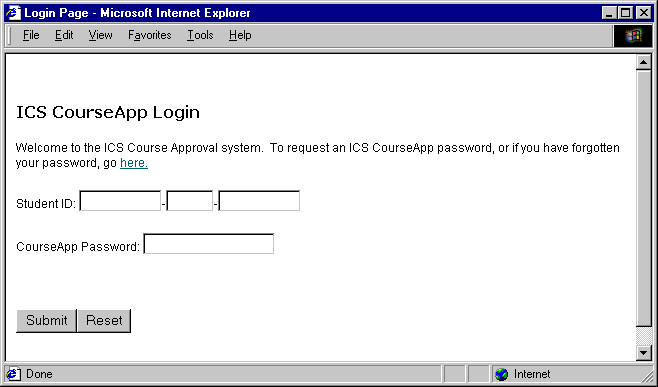 Login Page - Microsoft Internet Explorer
File Edit View Favorites Tools Help
ICS CourseApp Login
Welcome to the ICS Course Approval system. To request an ICS CourseApp password, or if you have forgotten
your password, go here.
Student ID: - -
CourseApp Password:
Submit Reset
Done Internet